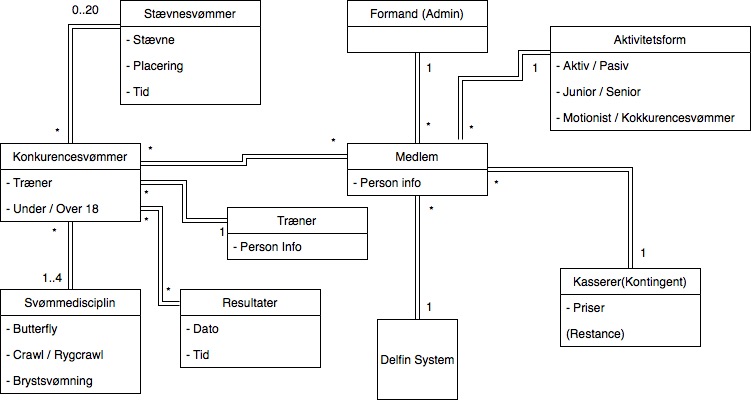 Stævnesvømmer
- Stævne
- Placering
- Tid
0..20
*
Formand (Admin)
1
*
Aktivitetsform
- Aktiv / Pasiv
- Junior / Senior
- Motionist / Kokkurencesvømmer
1
*
Konkurencesvømmer
- Træner
- Under / Over 18
*
*
Medlem
- Person info
*
*
*
1
Træner
- Person Info
*
1
Kasserer(Kontingent)
- Priser
(Restance)
*
1..4
Svømmedisciplin
- Butterfly
- Crawl / Rygcrawl
- Brystsvømning
*
*
Resultater
- Dato
- Tid
1
Delfin System